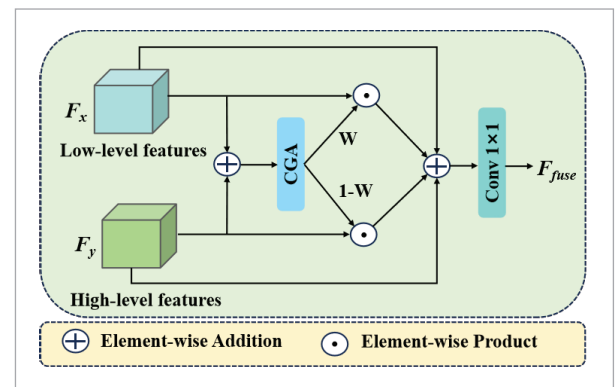 F_x
Low-level features
CGA
W
1-W
Conv 1×1
F_fuse
F_y
High-level features
Element-wise Addition
Element-wise Product